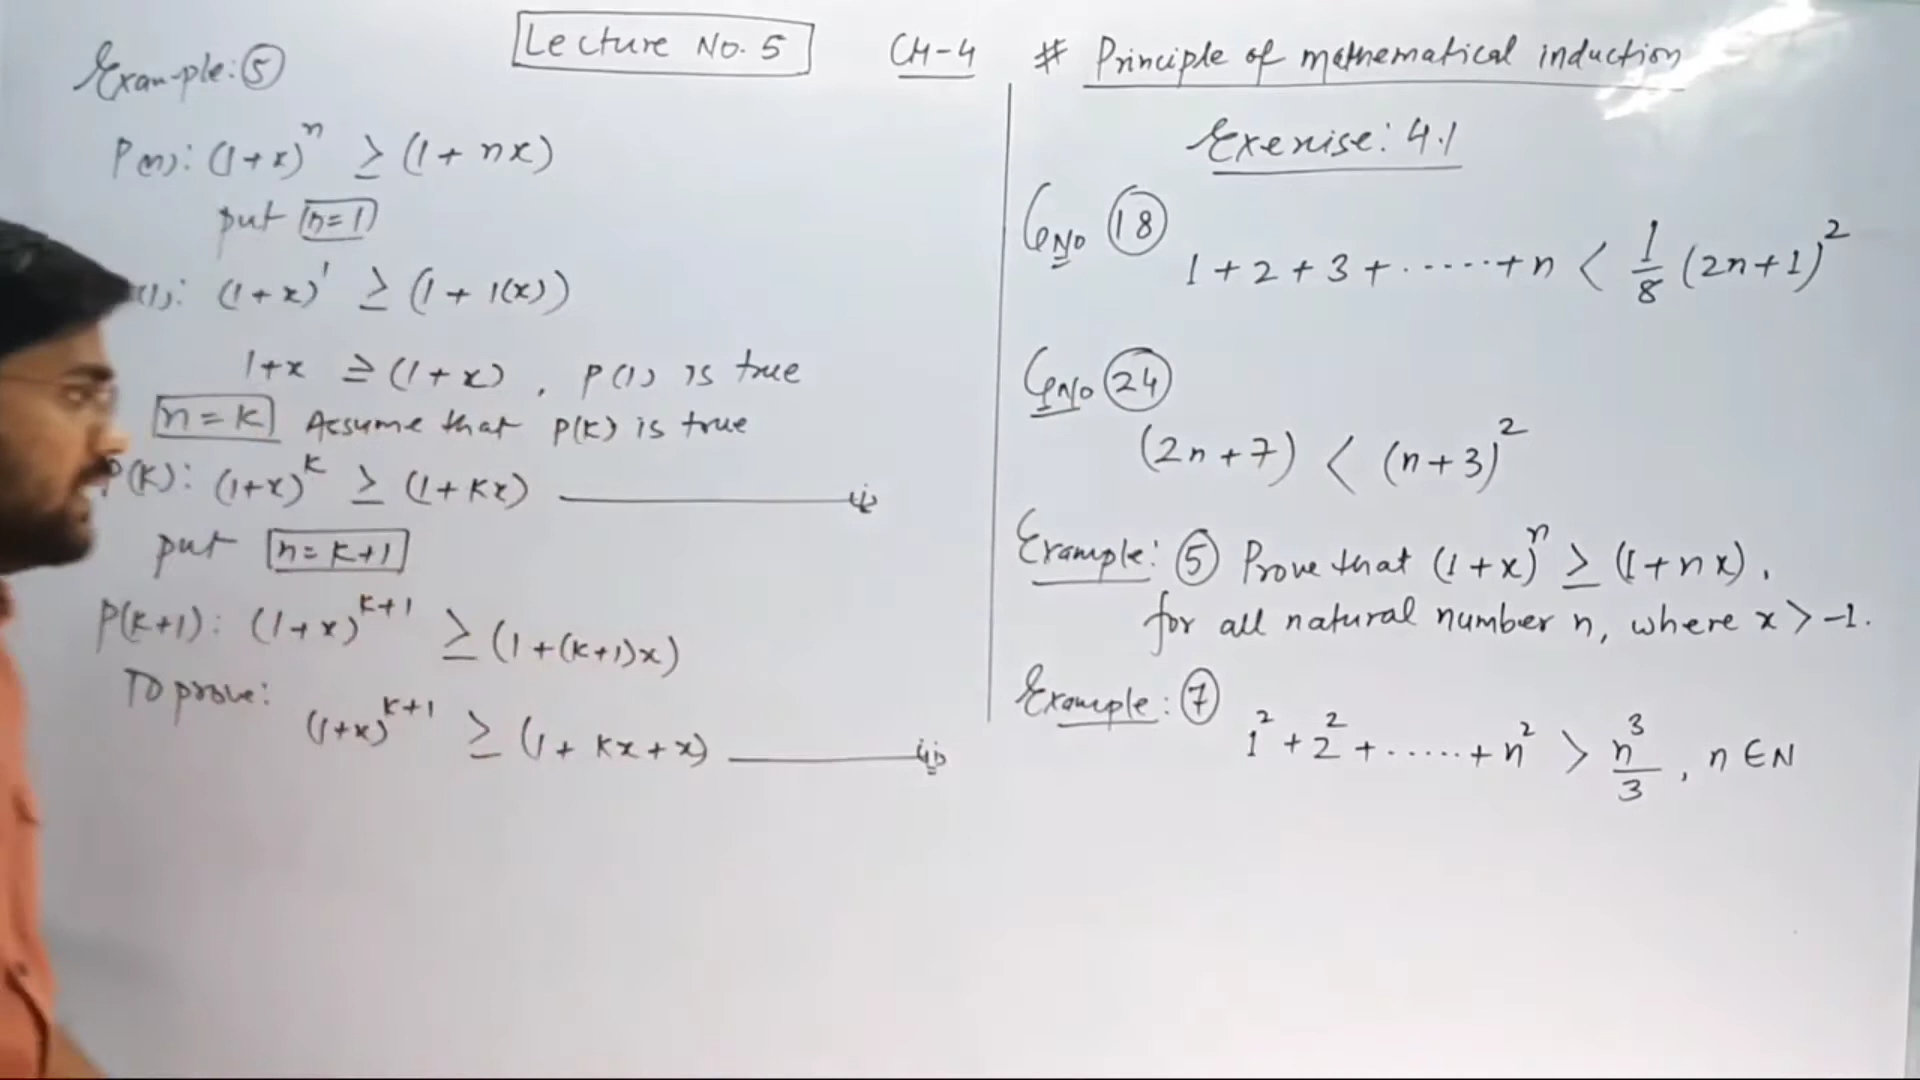 Lecture No. 5 CH-4 # Principle of mathematical induction
Example: 5
P(n): (1+x)^n ≥ (1+nx)
put n=1
(1): (1+x)^1 ≥ (1+1(x))
1+x ≥ (1+x), P(1) is true
n=k Assume that P(k) is true
P(k): (1+x)^k ≥ (1+kx) (i)
put n=k+1
P(k+1): (1+x)^{k+1} ≥ (1+(k+1)x)
To prove:
(1+x)^{k+1} ≥ (1+kx+x) (ii)
Exercise: 4.1
Q No 18
1+2+3+......+n < 1/8 (2n+1)^2
Q No 24
(2n+7) < (n+3)^2
Example: 5 Prove that (1+x)^n ≥ (1+nx),
for all natural number n, where x > -1.
Example: 7
1^2+2^2+......+n^2 > n^3/3, n∈N